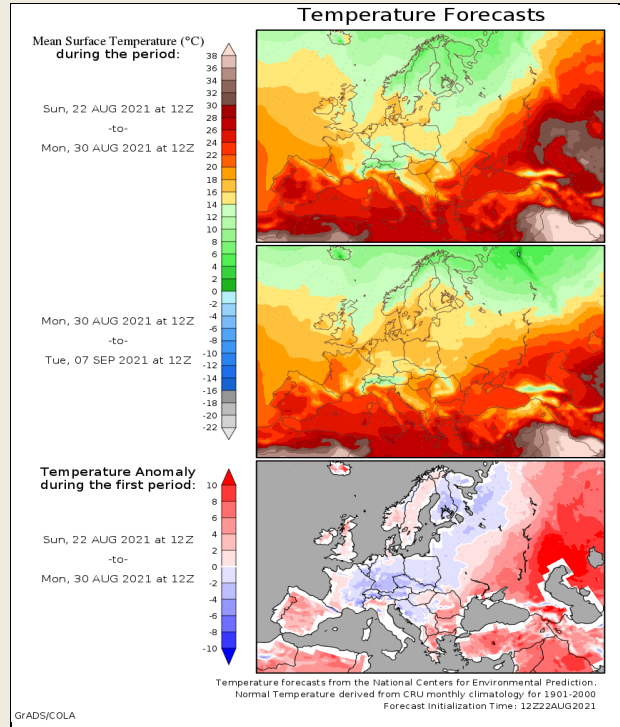 Temperature Forecasts
Mean Surface Temperature (°C)
during the period:
38
36
34
32
30
28
26
24
22
20
18
16
14
12
10
8
6
4
2
0
-2
-4
-6
-8
-10
-12
-14
-16
-18
-20
-22
Sun, 22 AUG 2021 at 12Z
-to-
Mon, 30 AUG 2021 at 12Z
Mon, 30 AUG 2021 at 12Z
-to-
Tue, 07 SEP 2021 at 12Z
0
Temperature Anomaly
during the first period:
10
8
6
4
2
0
-2
-4
-6
-8
-10
Sun, 22 AUG 2021 at 12Z
-to-
Mon, 30 AUG 2021 at 12Z
Temperature forecasts from the National Centers for Environmental Prediction.
Normal Temperature derived from CRU monthly climatology for 1901-2000
Forecast Initialization Time: 12Z22AUG2021
GrADS/COLA